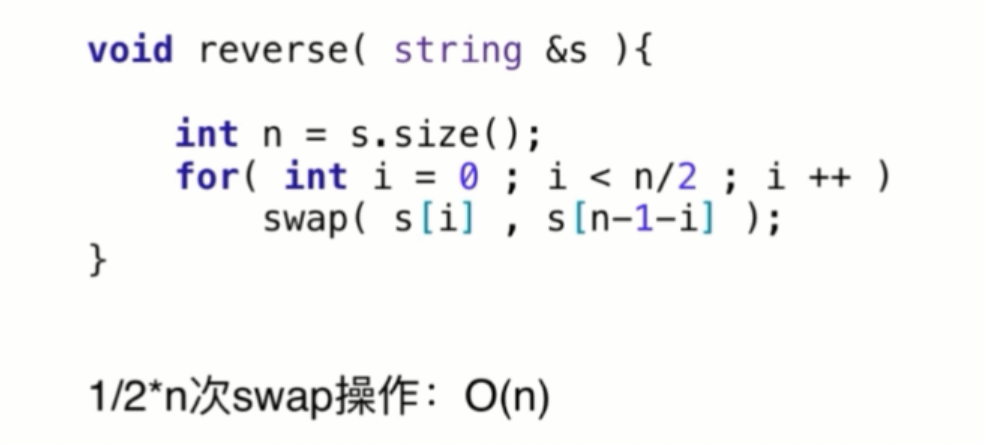 void reverse( string &s ){
int n = s.size();
for( int i = 0 ; i < n/2 ; i ++ )
swap( s[i] , s[n-1-i] );
}
1/2*n次swap操作：O(n)